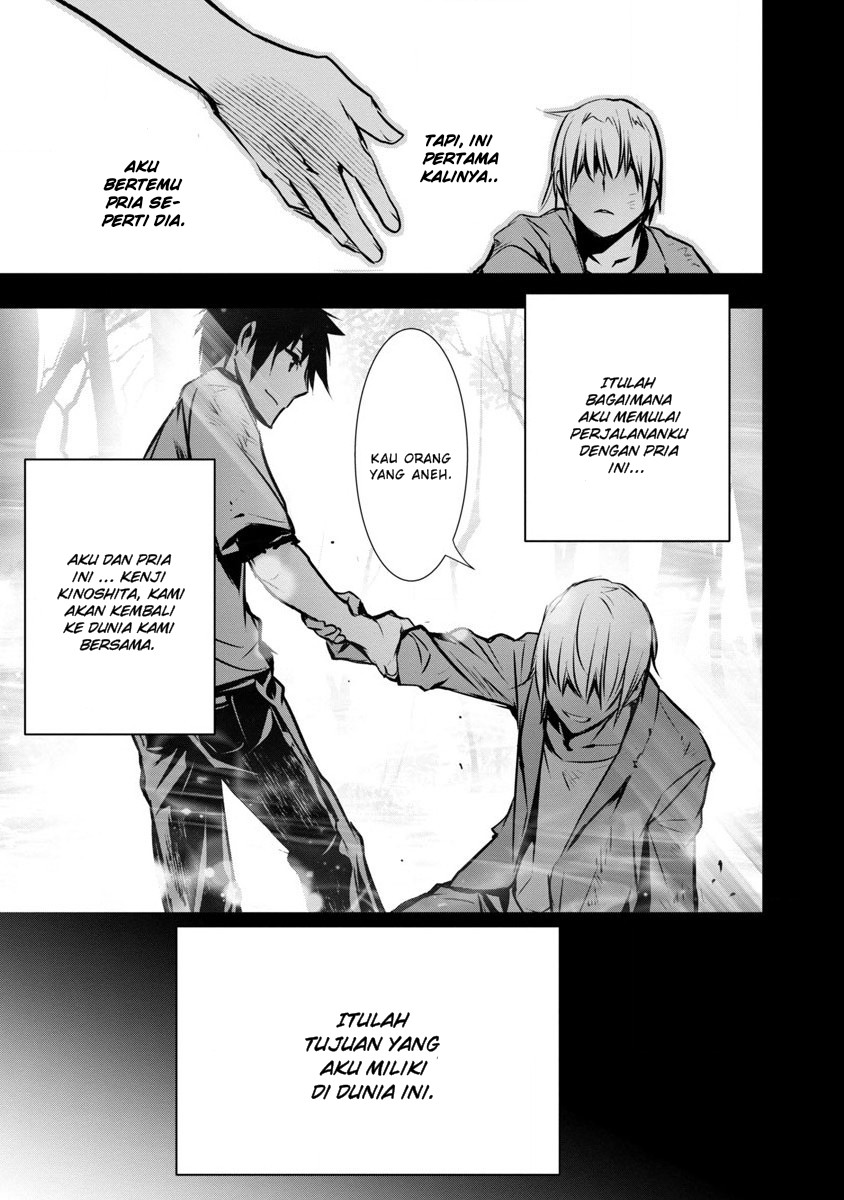 TAPI, INI
PERTAMA
KALINYA..
AKU
BERTEMU
PRIA SE-
PERTI DIA.
ITULAH
BAGAIMANA
AKU MEMULAI
PERJALANANKU
DENGAN PRIA
INI...
KAU ORANG
YANG ANEH.
AKU DAN PRIA
INI ... KENJI
KINOSHITA, KAMI
AKAN KEMBALI
KE DUNIA KAMI
BERSAMA.
ITULAH
TUJUAN YANG
AKU MILIKI
DI DUNIA INI.